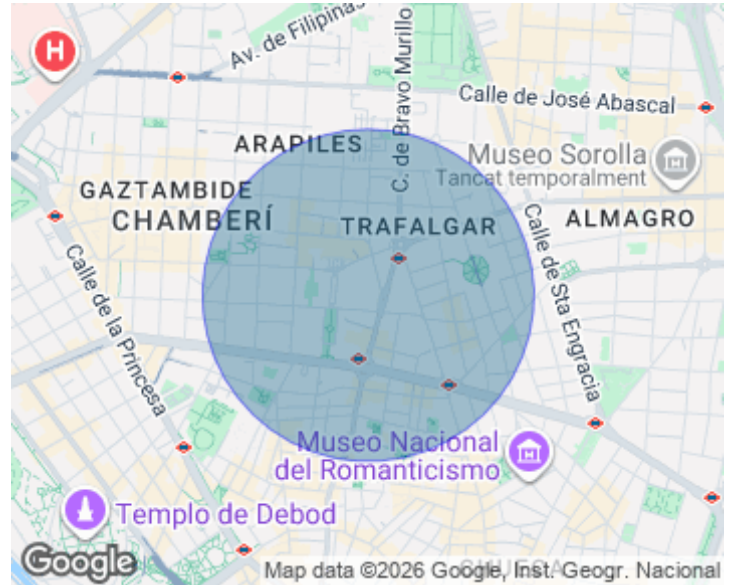 H
Av. de Filipinas
C. de Bravo Murillo
Calle de José Abascal
ARAPILES
Museo Sorolla
Tancat temporalment
GAZTAMBIDE
CHAMBERÍ
TRAFALGAR
ALMAGRO
Calle de Sta Engracia
Calle de la Princesa
Museo Nacional
del Romanticismo
Templo de Debod
CHUECA
Google
Map data ©2026 Google, Inst. Geogr. Nacional